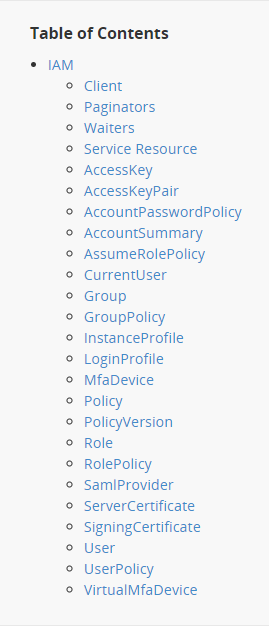 Table of Contents
IAM
Client
Paginators
Waiters
Service Resource
AccessKey
AccessKeyPair
AccountPasswordPolicy
AccountSummary
AssumeRolePolicy
CurrentUser
Group
GroupPolicy
InstanceProfile
LoginProfile
MfaDevice
Policy
PolicyVersion
Role
RolePolicy
SamlProvider
ServerCertificate
SigningCertificate
User
UserPolicy
VirtualMfaDevice